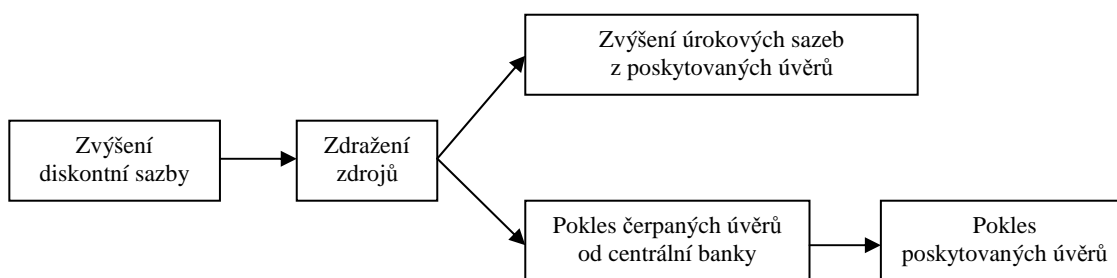 Zvýšení úrokových sazeb
z poskytovaných úvěrů
Zvýšení
diskontní sazby
Zdražení
zdrojů
Pokles čerpaných úvěrů
od centrální banky
Pokles
poskytovaných úvěrů